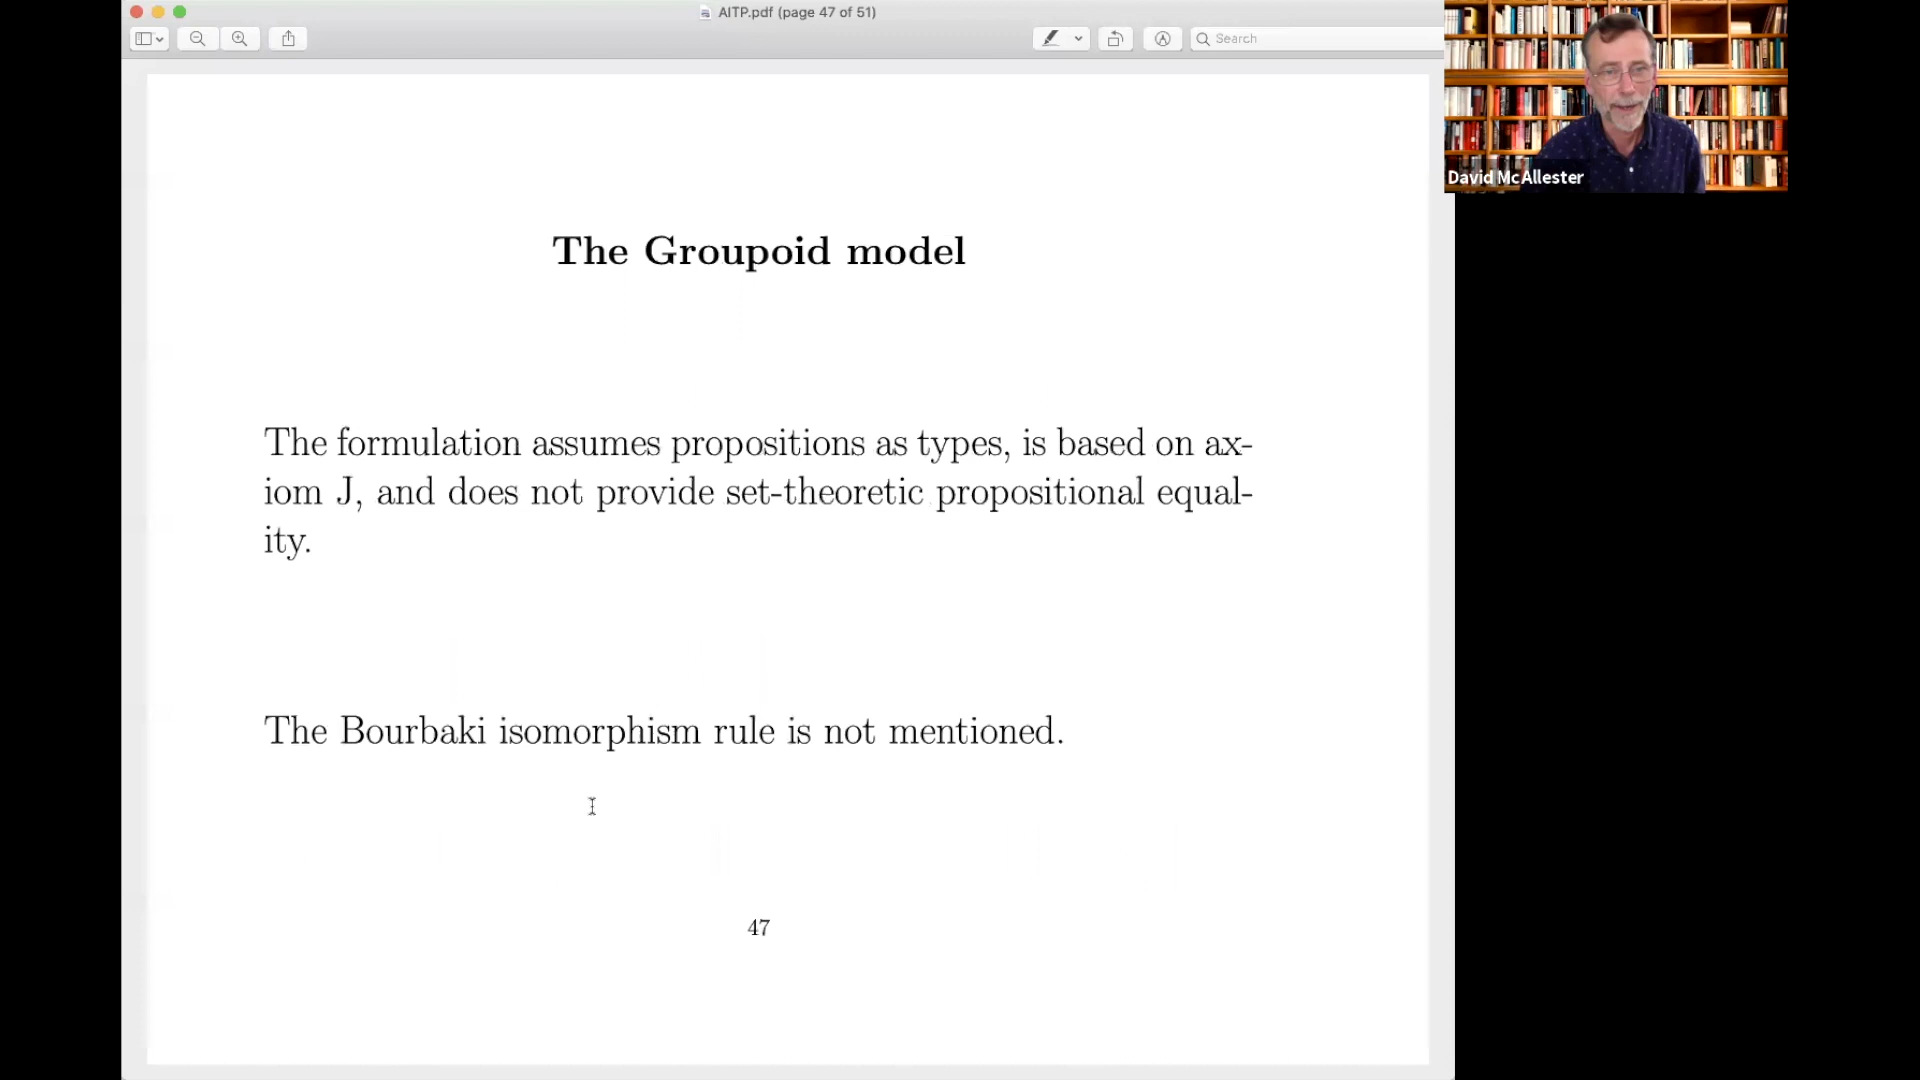 AITP.pdf (page 47 of 51)
Search
David McAllester
The Groupoid model
The formulation assumes propositions as types, is based on ax-
iom J, and does not provide set-theoretic propositional equal-
ity.
The Bourbaki isomorphism rule is not mentioned.
47